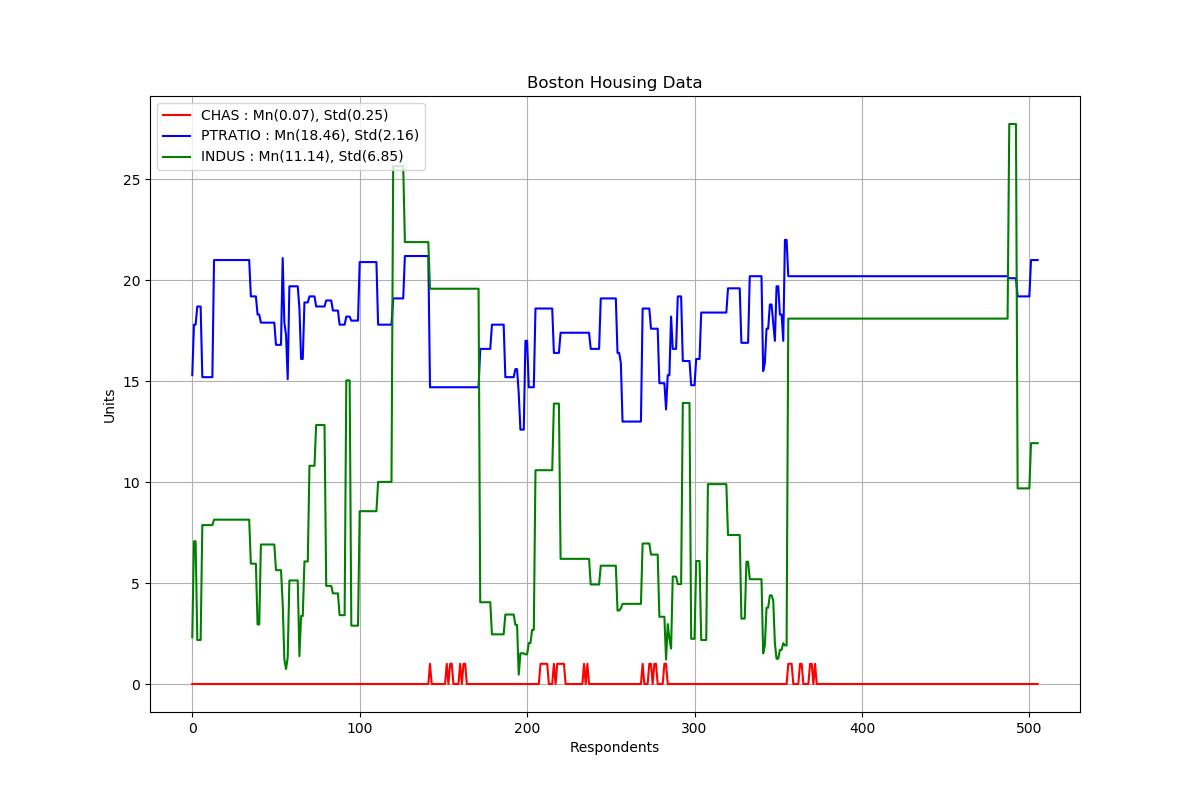 Boston Housing Data
CHAS : Mn(0.07), Std(0.25)
PTRATIO : Mn(18.46), Std(2.16)
INDUS : Mn(11.14), Std(6.85)
25
20
15
10
5
0
Units
0 100 200 300 400 500
Respondents